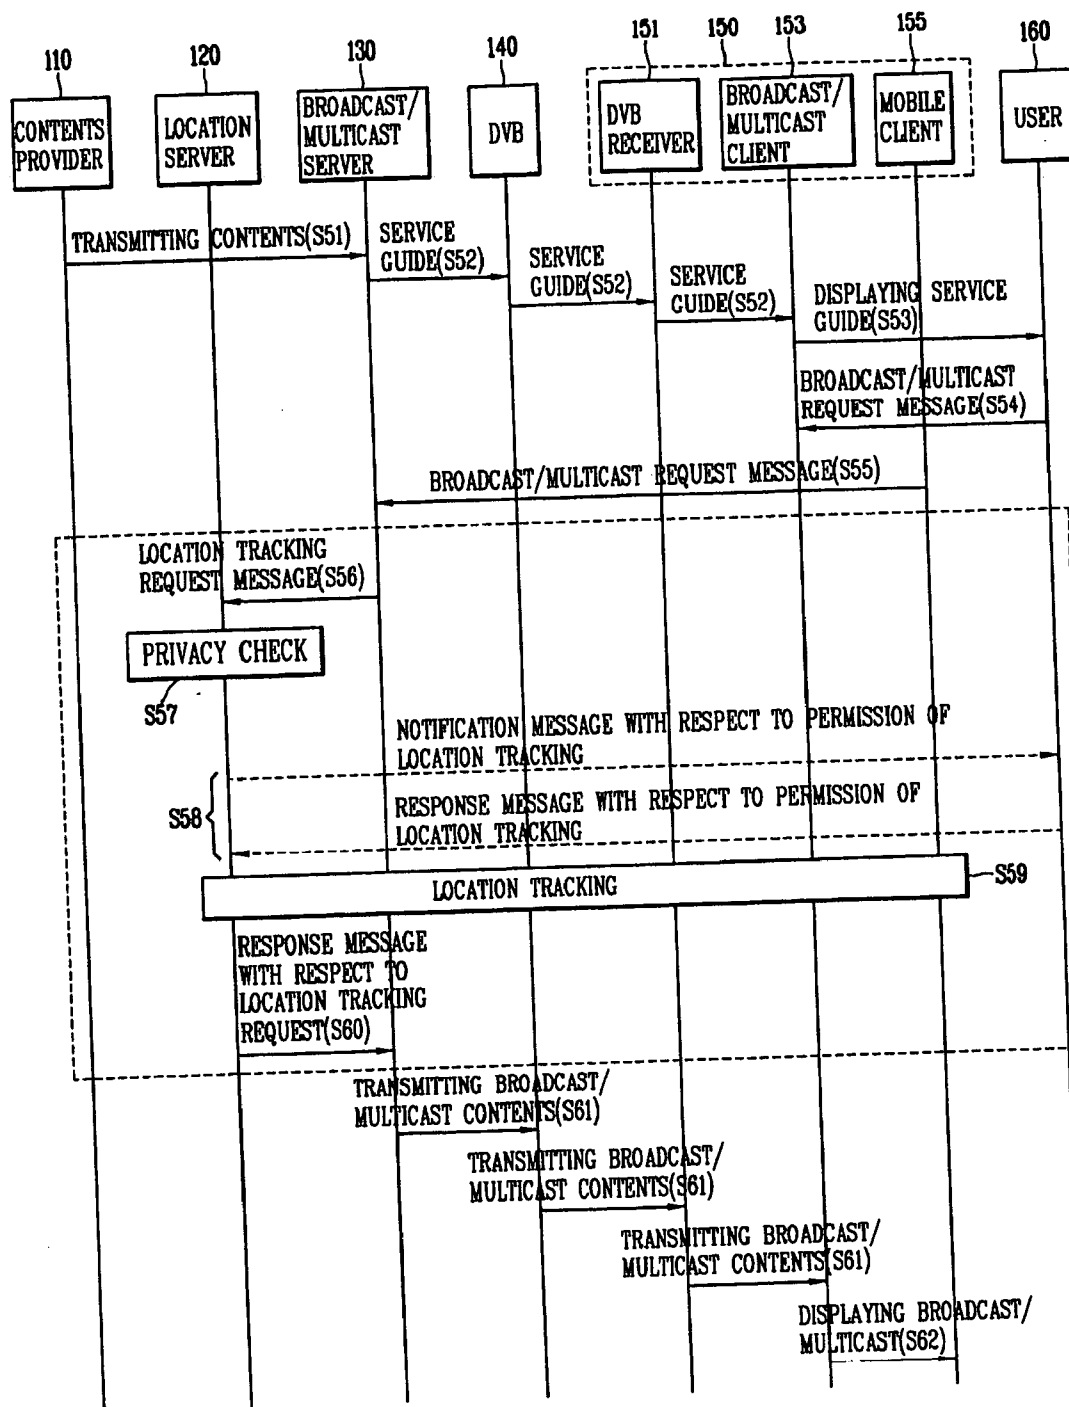 110
120
130
140
151
150
153
155
160
CONTENTS
PROVIDER
LOCATION
SERVER
BROADCAST/
MULTICAST
SERVER
DVB
DVB
RECEIVER
BROADCAST/
MULTICAST
CLIENT
MOBILE
CLIENT
USER
TRANSMITTING CONTENTS(S51)
SERVICE
GUIDE(S52)
SERVICE
GUIDE(S52)
SERVICE
GUIDE(S52)
DISPLAYING SERVICE
GUIDE(S53)
BROADCAST/MULTICAST
REQUEST MESSAGE(S54)
BROADCAST/MULTICAST REQUEST MESSAGE(S55)
LOCATION TRACKING
REQUEST MESSAGE(S56)
PRIVACY CHECK
S57
NOTIFICATION MESSAGE WITH RESPECT TO PERMISSION OF
LOCATION TRACKING
S58
RESPONSE MESSAGE WITH RESPECT TO PERMISSION OF
LOCATION TRACKING
LOCATION TRACKING
S59
RESPONSE MESSAGE
WITH RESPECT TO
LOCATION TRACKING
REQUEST(S60)
TRANSMITTING BROADCAST/
MULTICAST CONTENTS(S61)
TRANSMITTING BROADCAST/
MULTICAST CONTENTS(S61)
TRANSMITTING BROADCAST/
MULTICAST CONTENTS(S61)
DISPLAYING BROADCAST/
MULTICAST(S62)